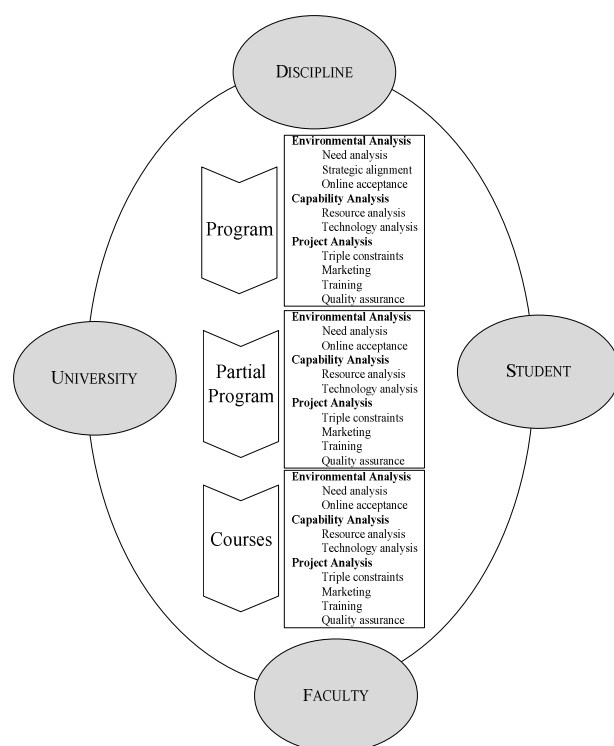 DISCIPLINE
Program
Environmental Analysis
Need analysis
Strategic alignment
Online acceptance
Capability Analysis
Resource analysis
Technology analysis
Project Analysis
Triple constraints
Marketing
Training
Quality assurance
UNIVERSITY
STUDENT
Partial
Program
Environmental Analysis
Need analysis
Online acceptance
Capability Analysis
Resource analysis
Technology analysis
Project Analysis
Triple constraints
Marketing
Training
Quality assurance
Courses
Environmental Analysis
Need analysis
Online acceptance
Capability Analysis
Resource analysis
Technology analysis
Project Analysis
Triple constraints
Marketing
Training
Quality assurance
FACULTY